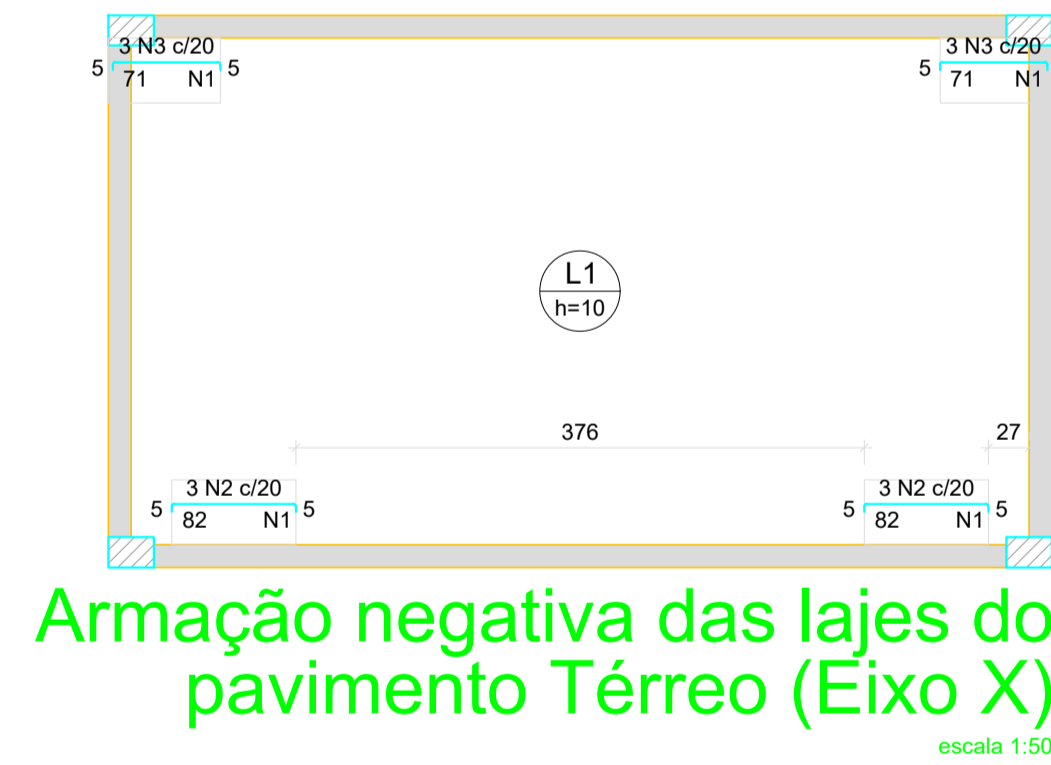 3 N3 c/20
5 71 N1 5
3 N3 c/20
5 71 N1
L1
h=10
376
27
3 N2 c/20
5 82 N1 5
3 N2 c/20
5 82 N1 5
Armação negativa das lajes do
pavimento Térreo (Eixo X)
escala 1:50